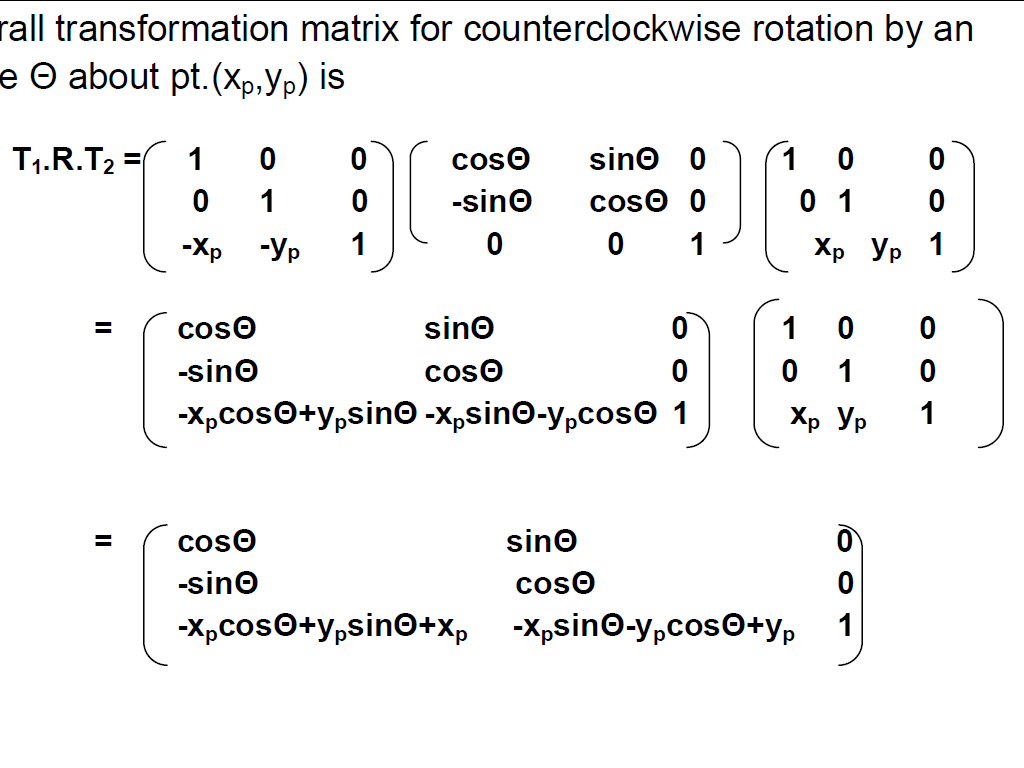 rall transformation matrix for counterclockwise rotation by an
e Θ about pt.(xₚ,yₚ) is
T₁.R.T₂ = 1 0 0 cosΘ sinΘ 0 1 0 0
0 1 0 -sinΘ cosΘ 0 0 1 0
-xₚ -yₚ 1 0 0 1 xₚ yₚ 1
= cosΘ sinΘ 0 1 0 0
-sinΘ cosΘ 0 0 1 0
-xₚcosΘ+yₚsinΘ -xₚsinΘ-yₚcosΘ 1 xₚ yₚ 1
= cosΘ sinΘ 0
-sinΘ cosΘ 0
-xₚcosΘ+yₚsinΘ+xₚ -xₚsinΘ-yₚcosΘ+yₚ 1